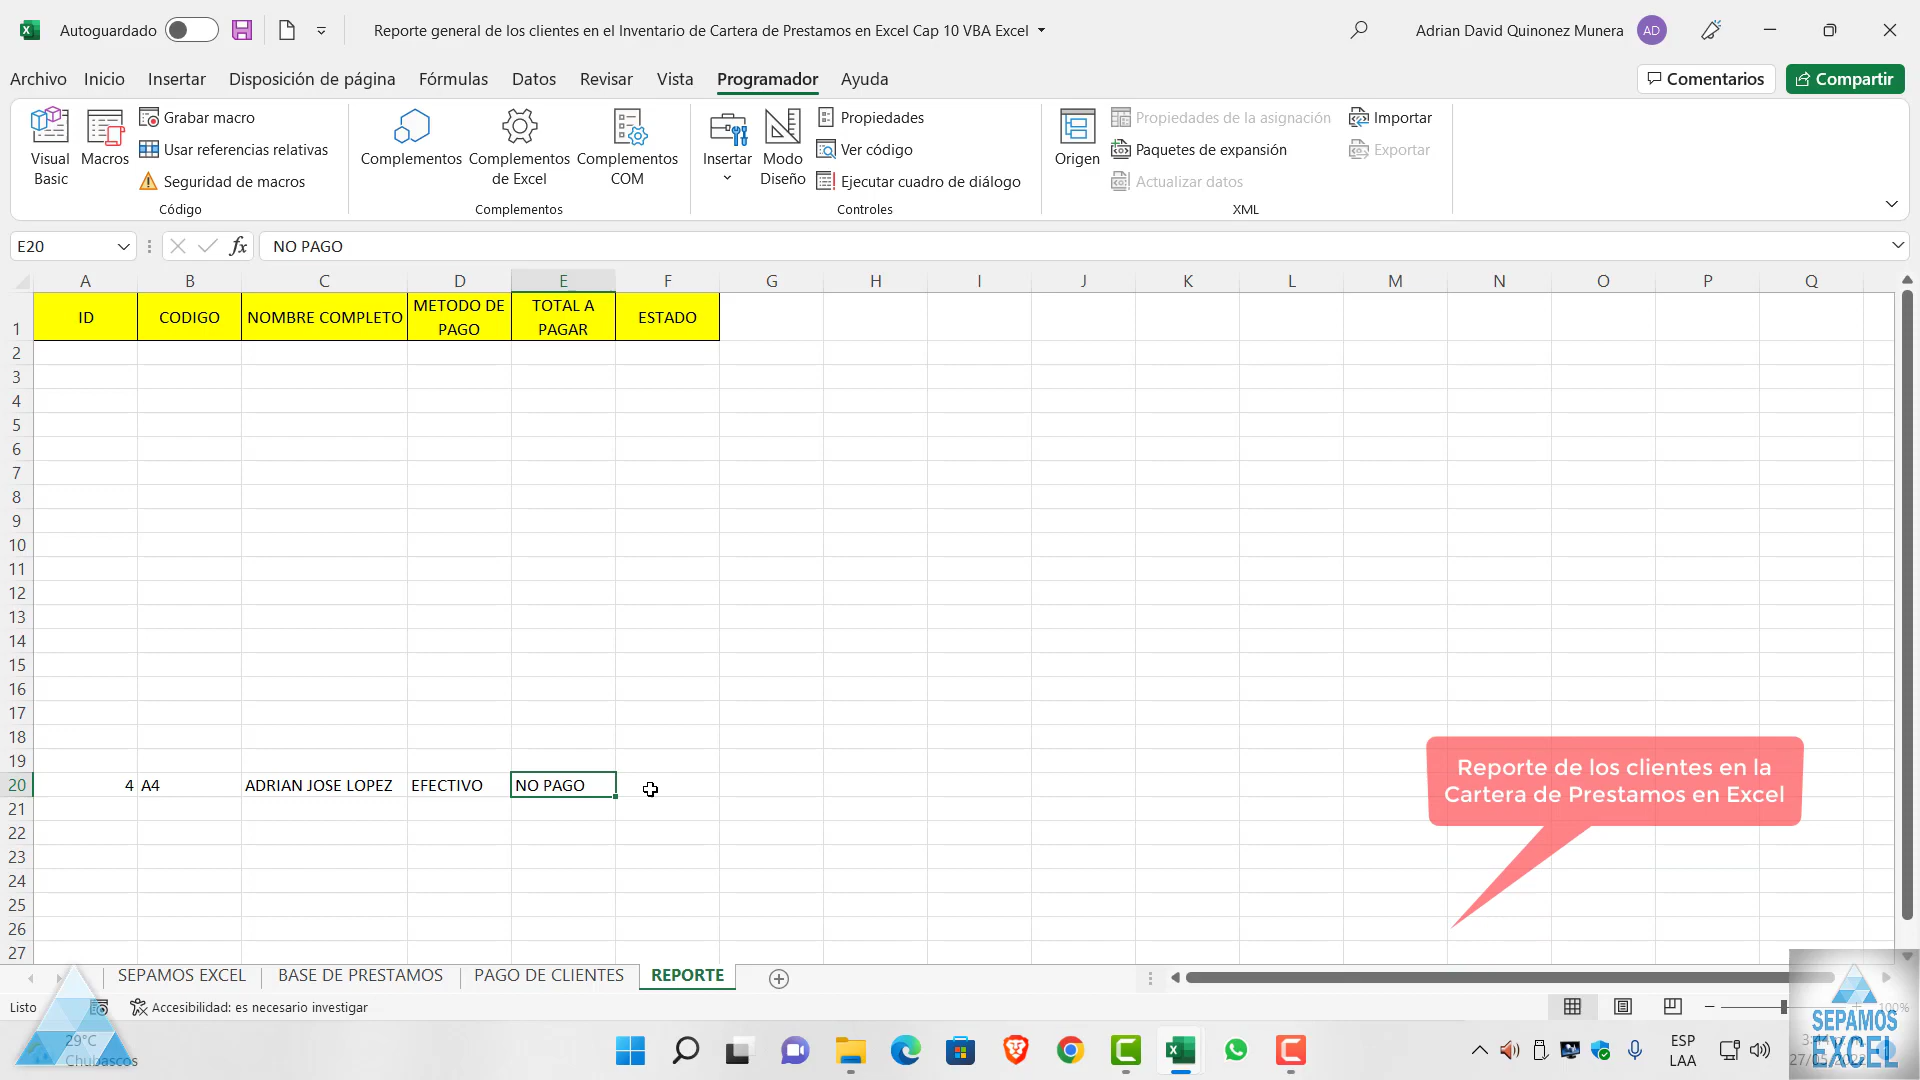 Autoguardado
Reporte general de los clientes en el Inventario de Cartera de Prestamos en Excel Cap 10 VBA Excel
Adrian David Quinonez Munera
AD
Archivo Inicio Insertar Disposición de página Fórmulas Datos Revisar Vista Programador Ayuda
Comentarios
Compartir
Visual Basic
Macros
Grabar macro
Usar referencias relativas
Seguridad de macros
Código
Complementos
Complementos de Excel
Complementos COM
Complementos
Insertar
Modo Diseño
Propiedades
Ver código
Ejecutar cuadro de diálogo
Controles
Origen
Propiedades de la asignación
Paquetes de expansión
Actualizar datos
Importar
Exportar
XML
E20
fx
NO PAGO
A B C D E F G H I J K L M N O P Q
1 ID CODIGO NOMBRE COMPLETO METODO DE PAGO TOTAL A PAGAR ESTADO
2
3
4
5
6
7
8
9
10
11
12
13
14
15
16
17
18
19
20 4 A4 ADRIAN JOSE LOPEZ EFECTIVO NO PAGO
21
22
23
24
25
26
27
Reporte de los clientes en la
Cartera de Prestamos en Excel
SEPAMOS EXCEL BASE DE PRESTAMOS PAGO DE CLIENTES REPORTE
Listo
Accesibilidad: es necesario investigar
100%
29°C
Chubascos
ESP
LAA
SEPAMOS
EXCEL